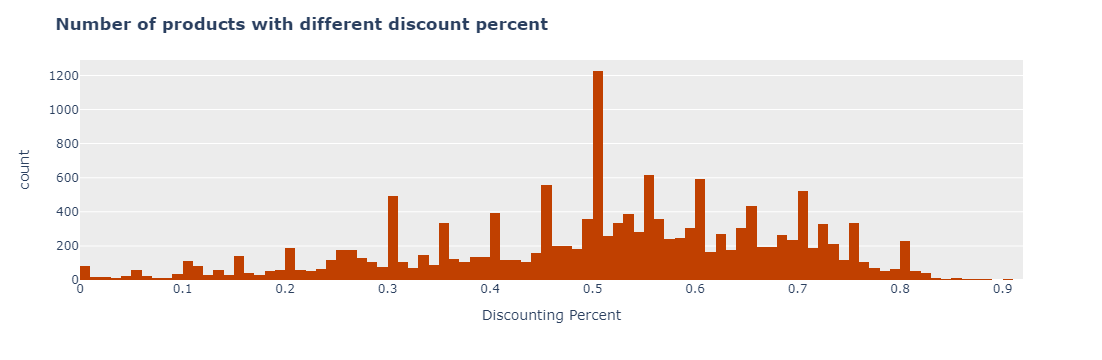 Number of products with different discount percent
1200
1000
800
600
400
200
0
count
0 0.1 0.2 0.3 0.4 0.5 0.6 0.7 0.8 0.9
Discounting Percent